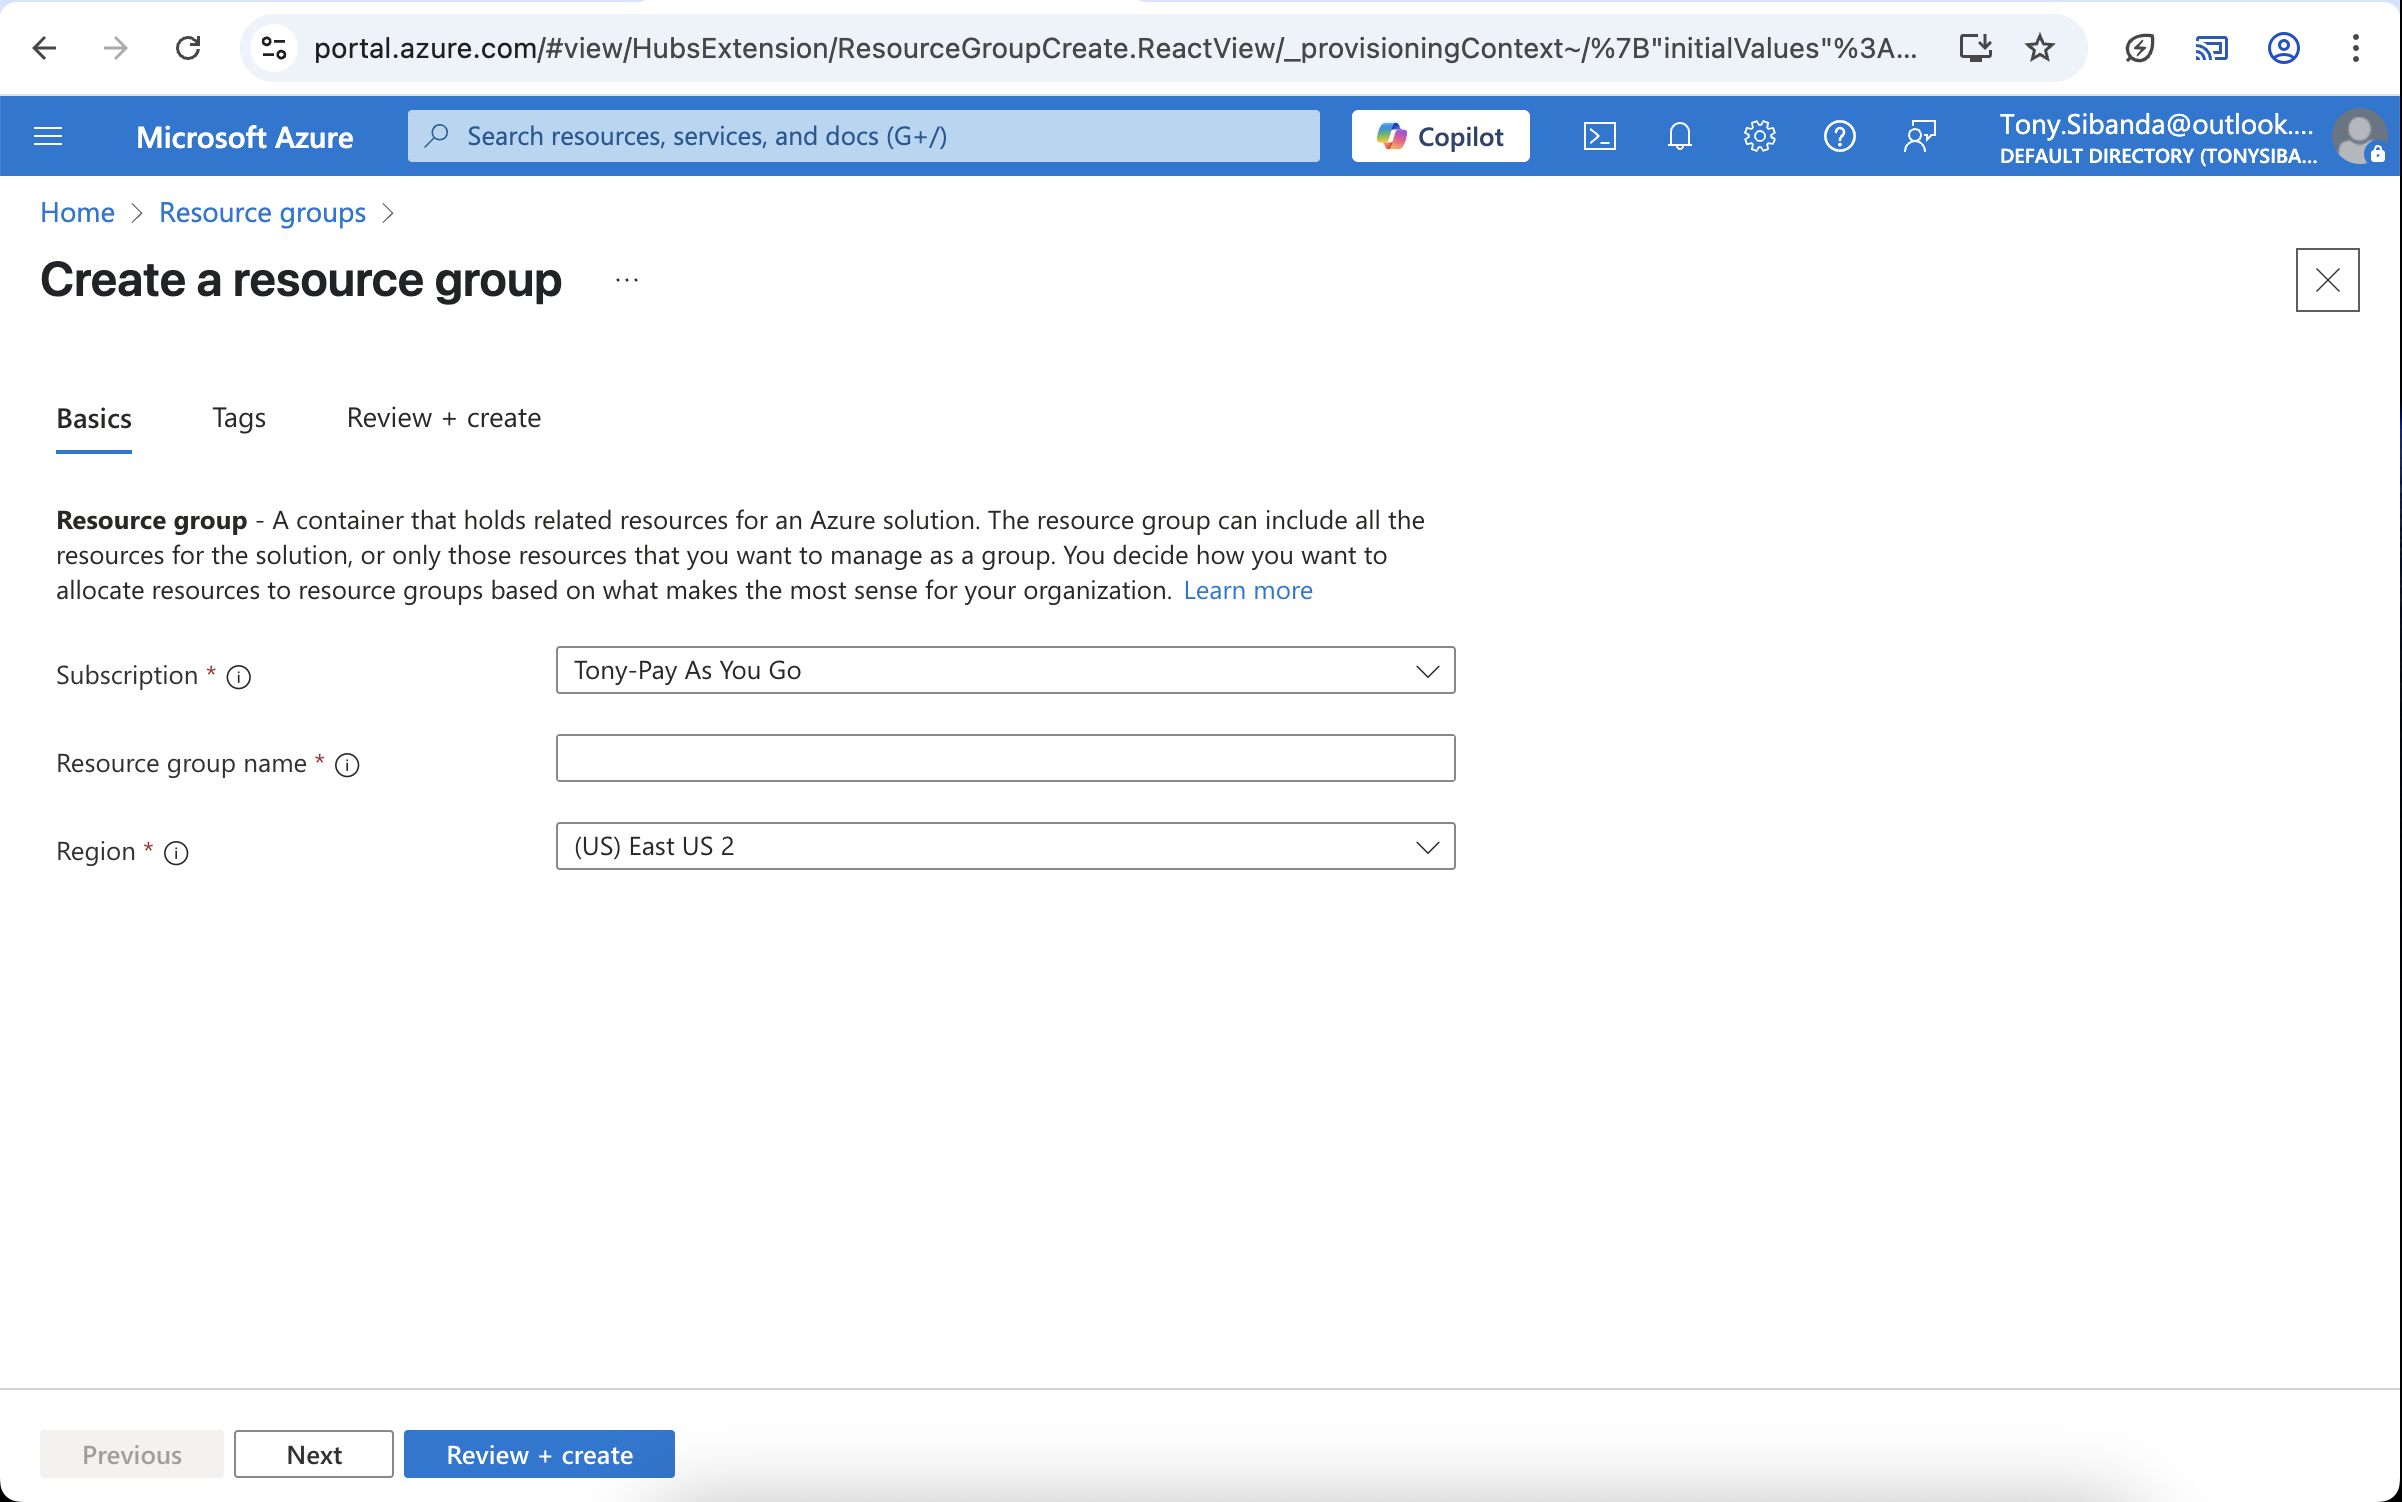 portal.azure.com/#view/HubsExtension/ResourceGroupCreate.ReactView/_provisioningContext~/%7B"initialValues"%3A...
Microsoft Azure
Search resources, services, and docs (G+/)
Copilot
Tony.Sibanda@outlook....
DEFAULT DIRECTORY (TONYSIBA...
Home > Resource groups >
Create a resource group ...
Basics Tags Review + create
Resource group - A container that holds related resources for an Azure solution. The resource group can include all the
resources for the solution, or only those resources that you want to manage as a group. You decide how you want to
allocate resources to resource groups based on what makes the most sense for your organization. Learn more
Subscription * Tony-Pay As You Go
Resource group name *
Region * (US) East US 2
Previous Next Review + create